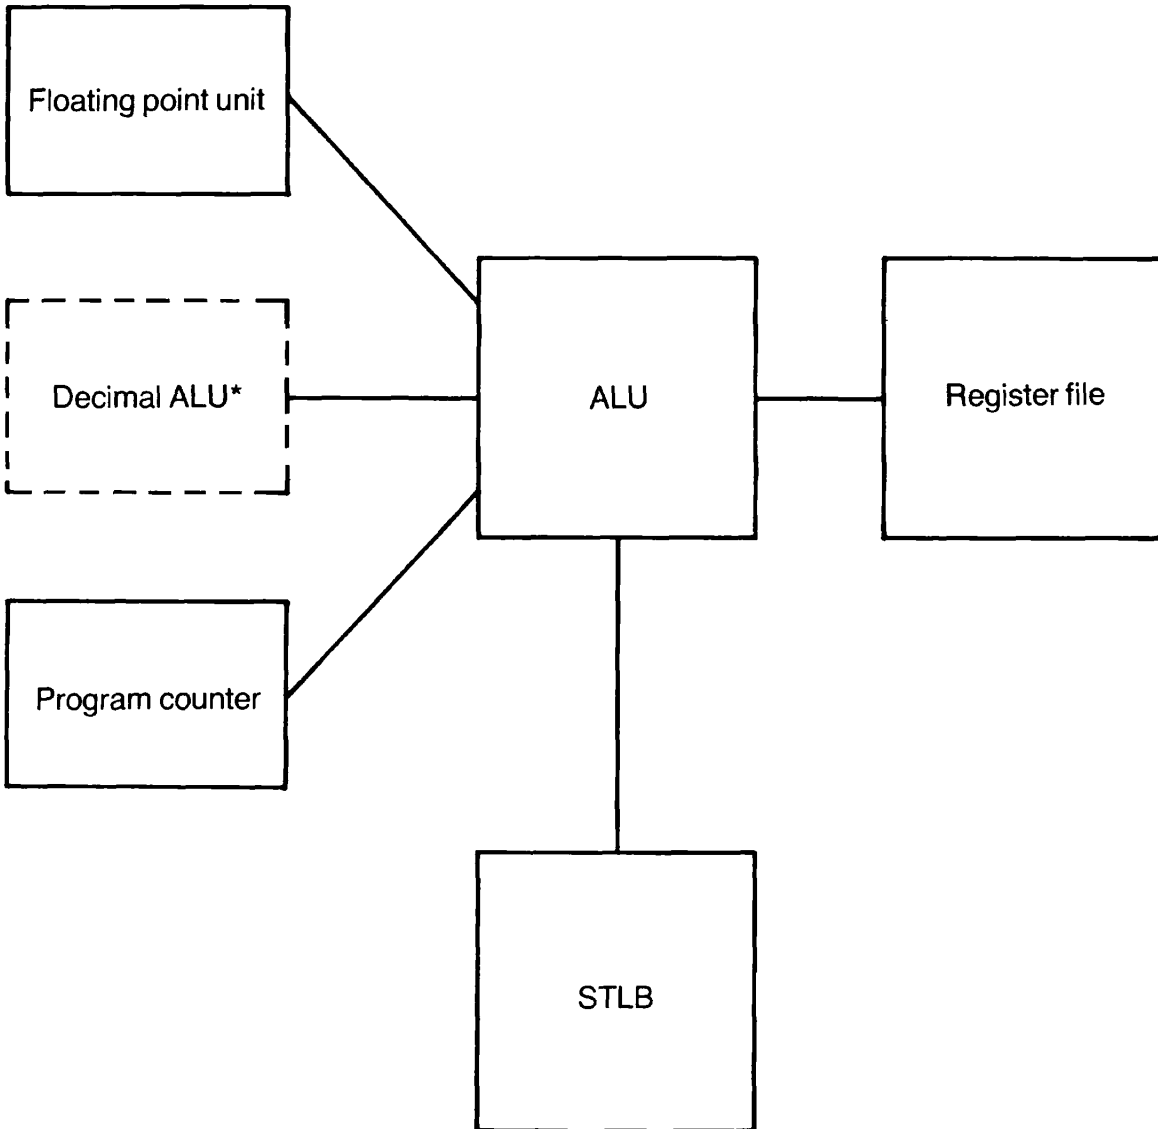 Floating point unit
Decimal ALU*
ALU
Register file
Program counter
STLB